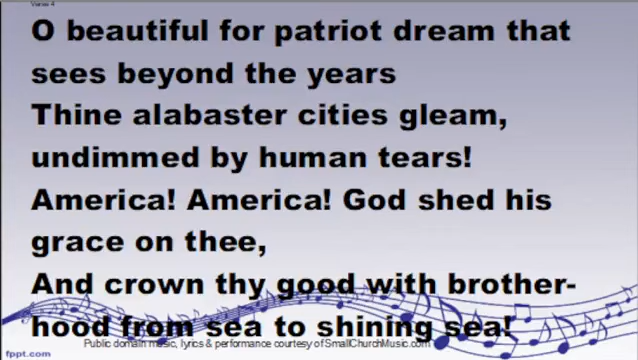 Verse 4
O beautiful for patriot dream that
sees beyond the years
Thine alabaster cities gleam,
undimmed by human tears!
America! America! God shed his
grace on thee,
And crown thy good with brother-
hood from sea to shining sea!
Public domain music, lyrics & performance courtesy of SmallChurchMusic.com
fppt.com